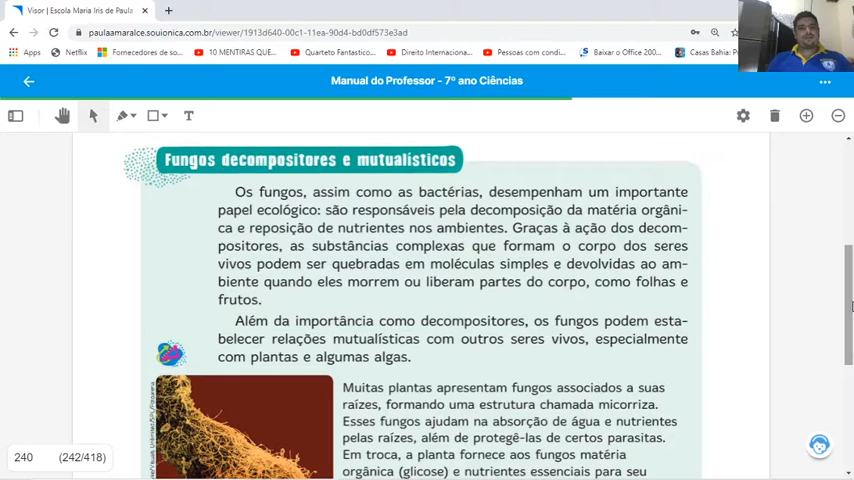 Visor | Escola Maria Iris de Paula
paulaamaralce.souionica.com.br/viewer/1913d640-00c1-11ea-90d4-bd0df537e3ad
Apps
Netflix
Fornecedores de so...
10 MENTIRAS QUE...
Quarteto Fantastico...
Direito Internacional...
Pessoas com condi...
Baixar o Office 200...
Casas Bahia: P
Manual do Professor - 7º ano Ciências
T
Fungos decompositores e mutualísticos
Os fungos, assim como as bactérias, desempenham um importante
papel ecológico: são responsáveis pela decomposição da matéria orgâni-
ca e reposição de nutrientes nos ambientes. Graças à ação dos decom-
positores, as substâncias complexas que formam o corpo dos seres
vivos podem ser quebradas em moléculas simples e devolvidas ao am-
biente quando eles morrem ou liberam partes do corpo, como folhas e
frutos.
Além da importância como decompositores, os fungos podem esta-
belecer relações mutualísticas com outros seres vivos, especialmente
com plantas e algumas algas.
Muitas plantas apresentam fungos associados a suas
raízes, formando uma estrutura chamada micorriza.
Esses fungos ajudam na absorção de água e nutrientes
pelas raízes, além de protegê-las de certos parasitas.
Em troca, a planta fornece aos fungos matéria
orgânica (glicose) e nutrientes essenciais para seu
240 (242/418)